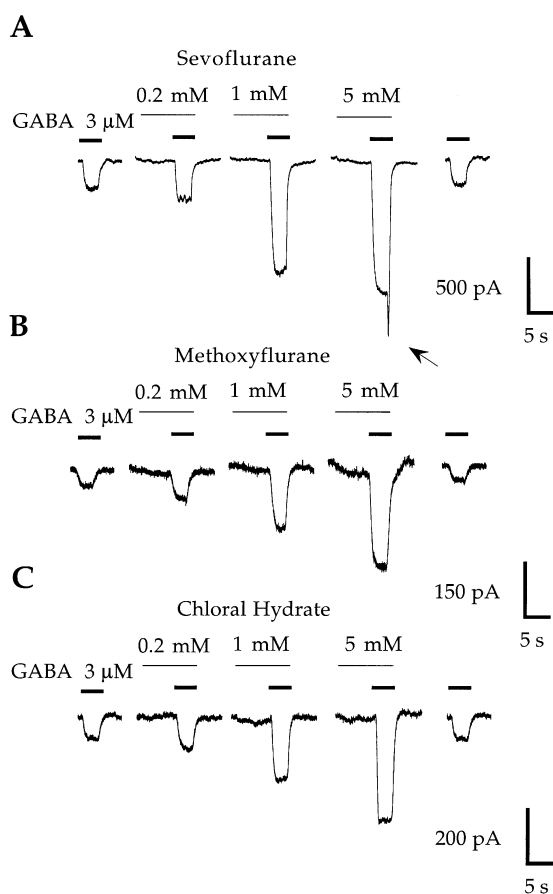 A
Sevoflurane
0.2 mM 1 mM 5 mM
GABA 3 μM
500 pA
5 s
B
Methoxyflurane
0.2 mM 1 mM 5 mM
GABA 3 μM
150 pA
5 s
C
Chloral Hydrate
0.2 mM 1 mM 5 mM
GABA 3 μM
200 pA
5 s